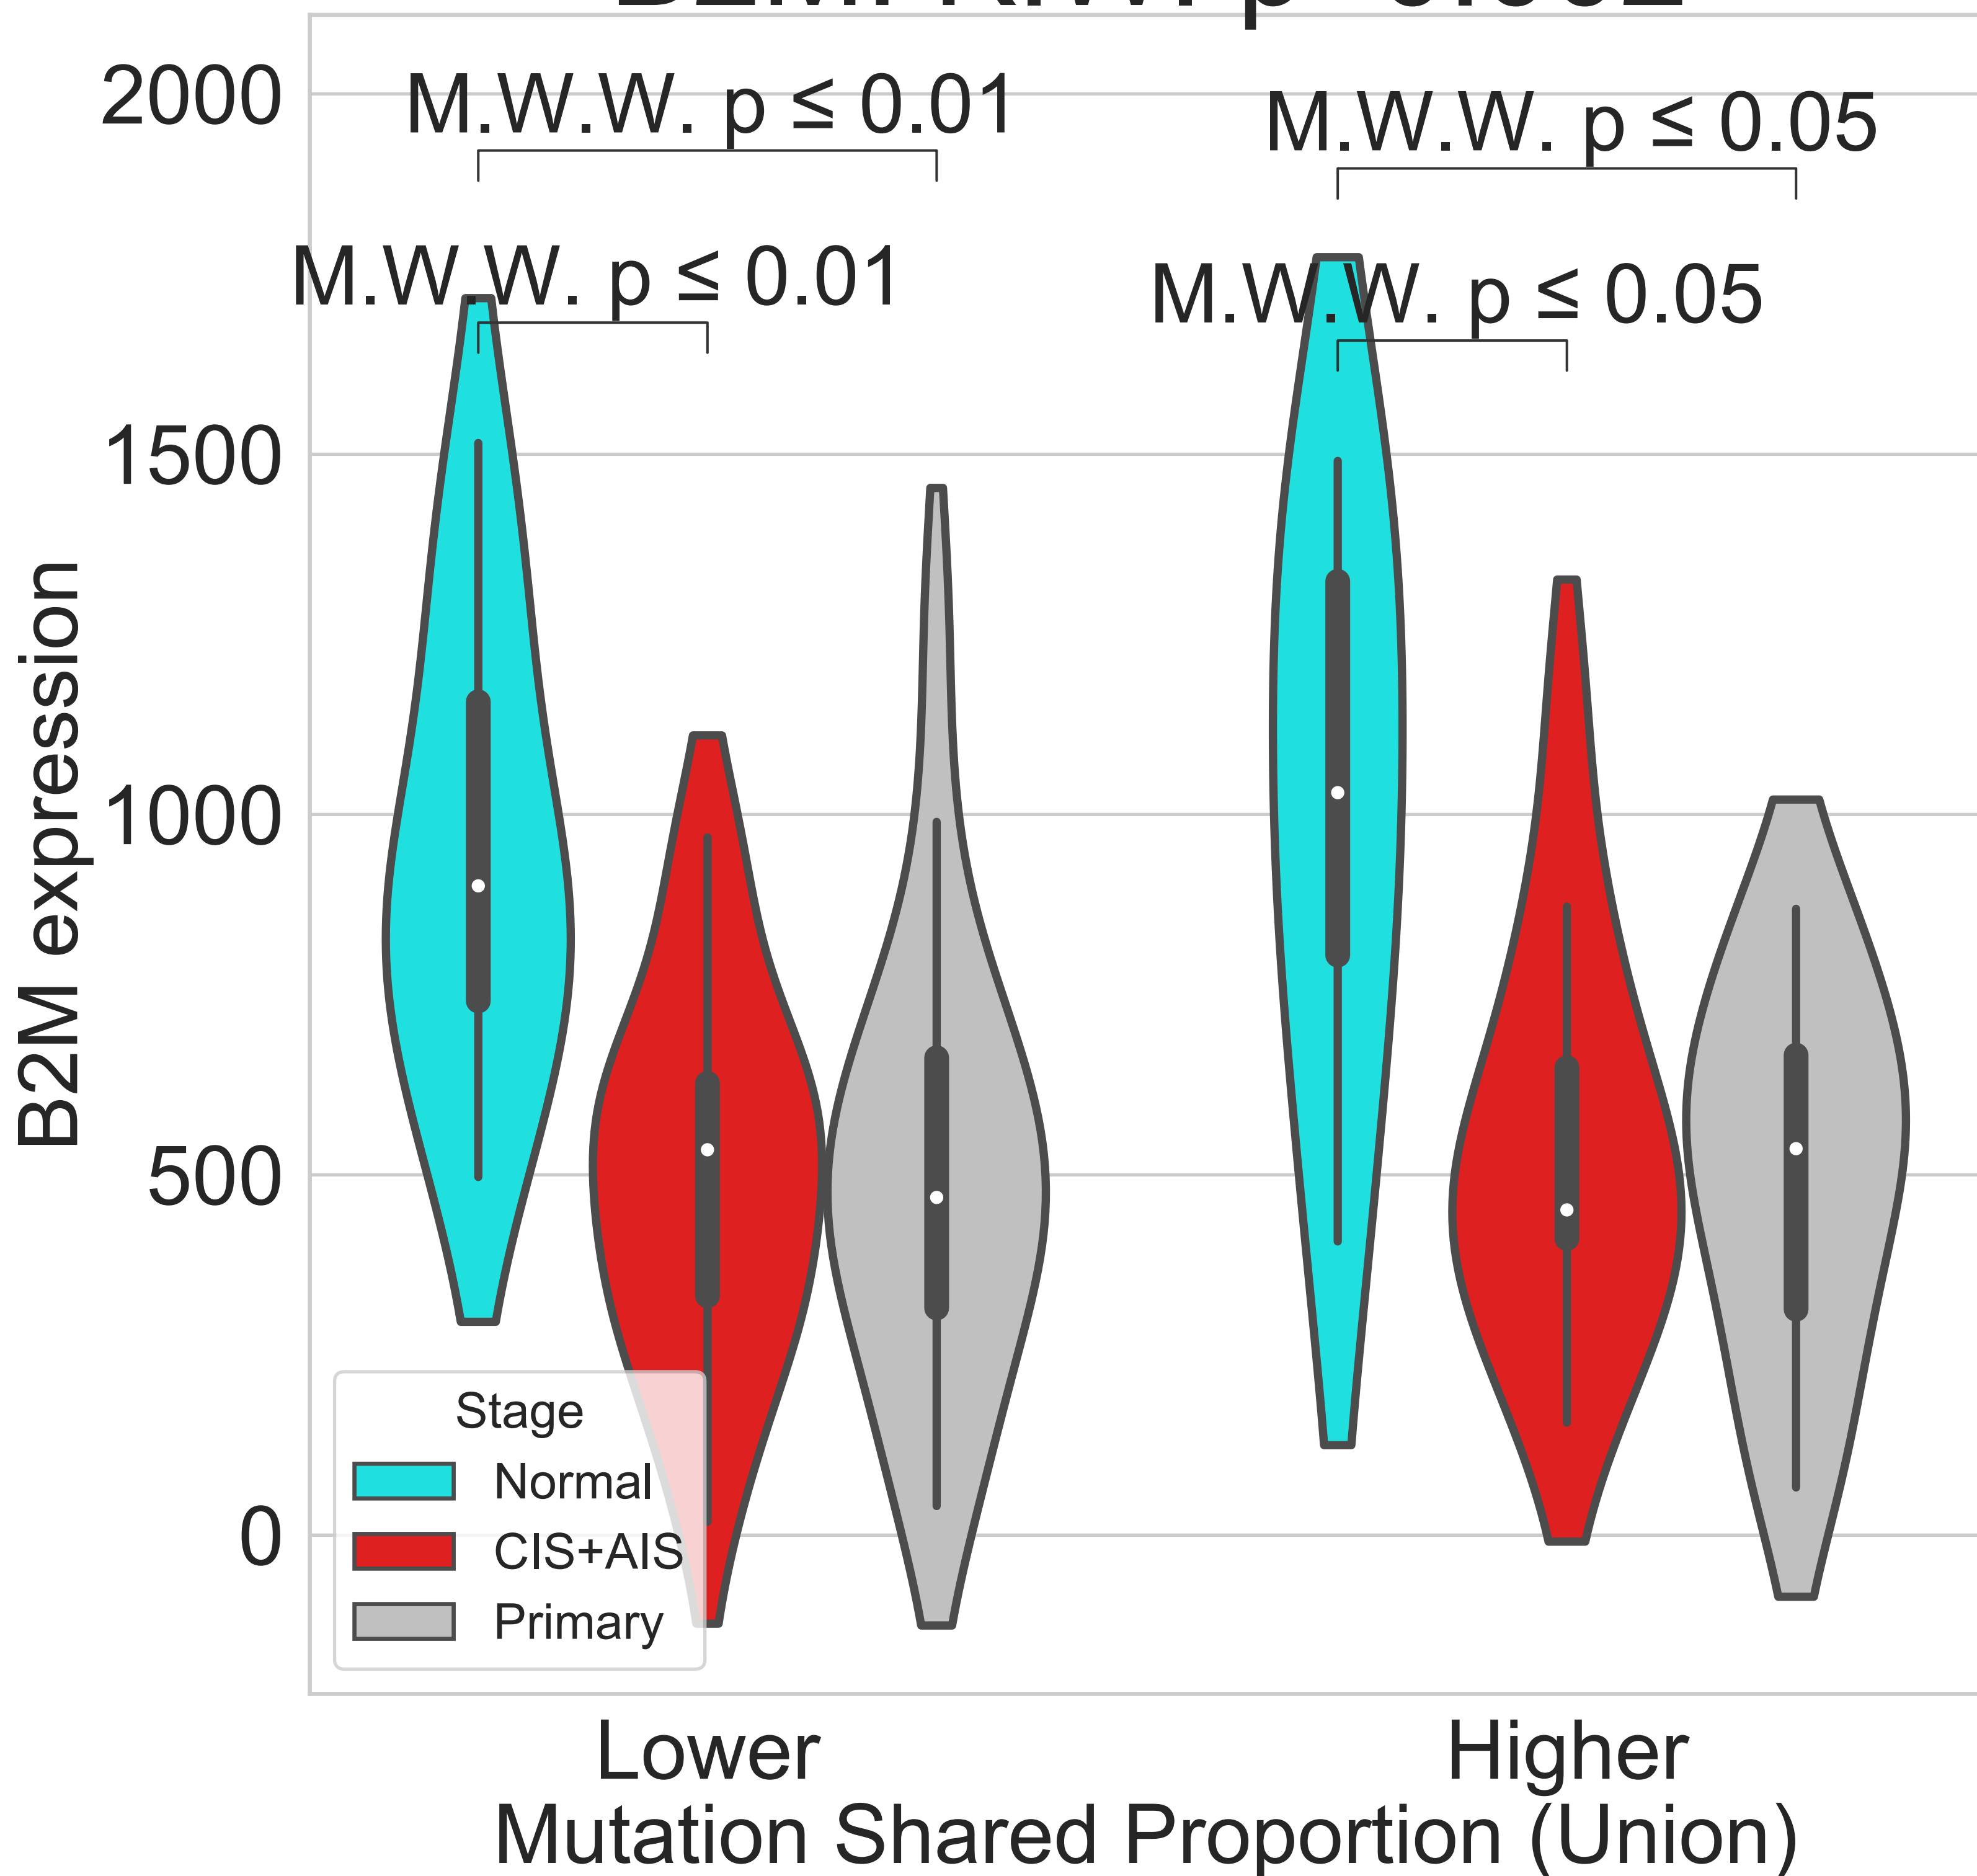 2000
M.W.W. p ≤ 0.01
M.W.W. p ≤ 0.05
M.W.W. p ≤ 0.01
M.W.W. p ≤ 0.05
1500
1000
500
0
B2M expression
Stage
Normal
CIS+AIS
Primary
Lower
Higher
Mutation Shared Proportion (Union)